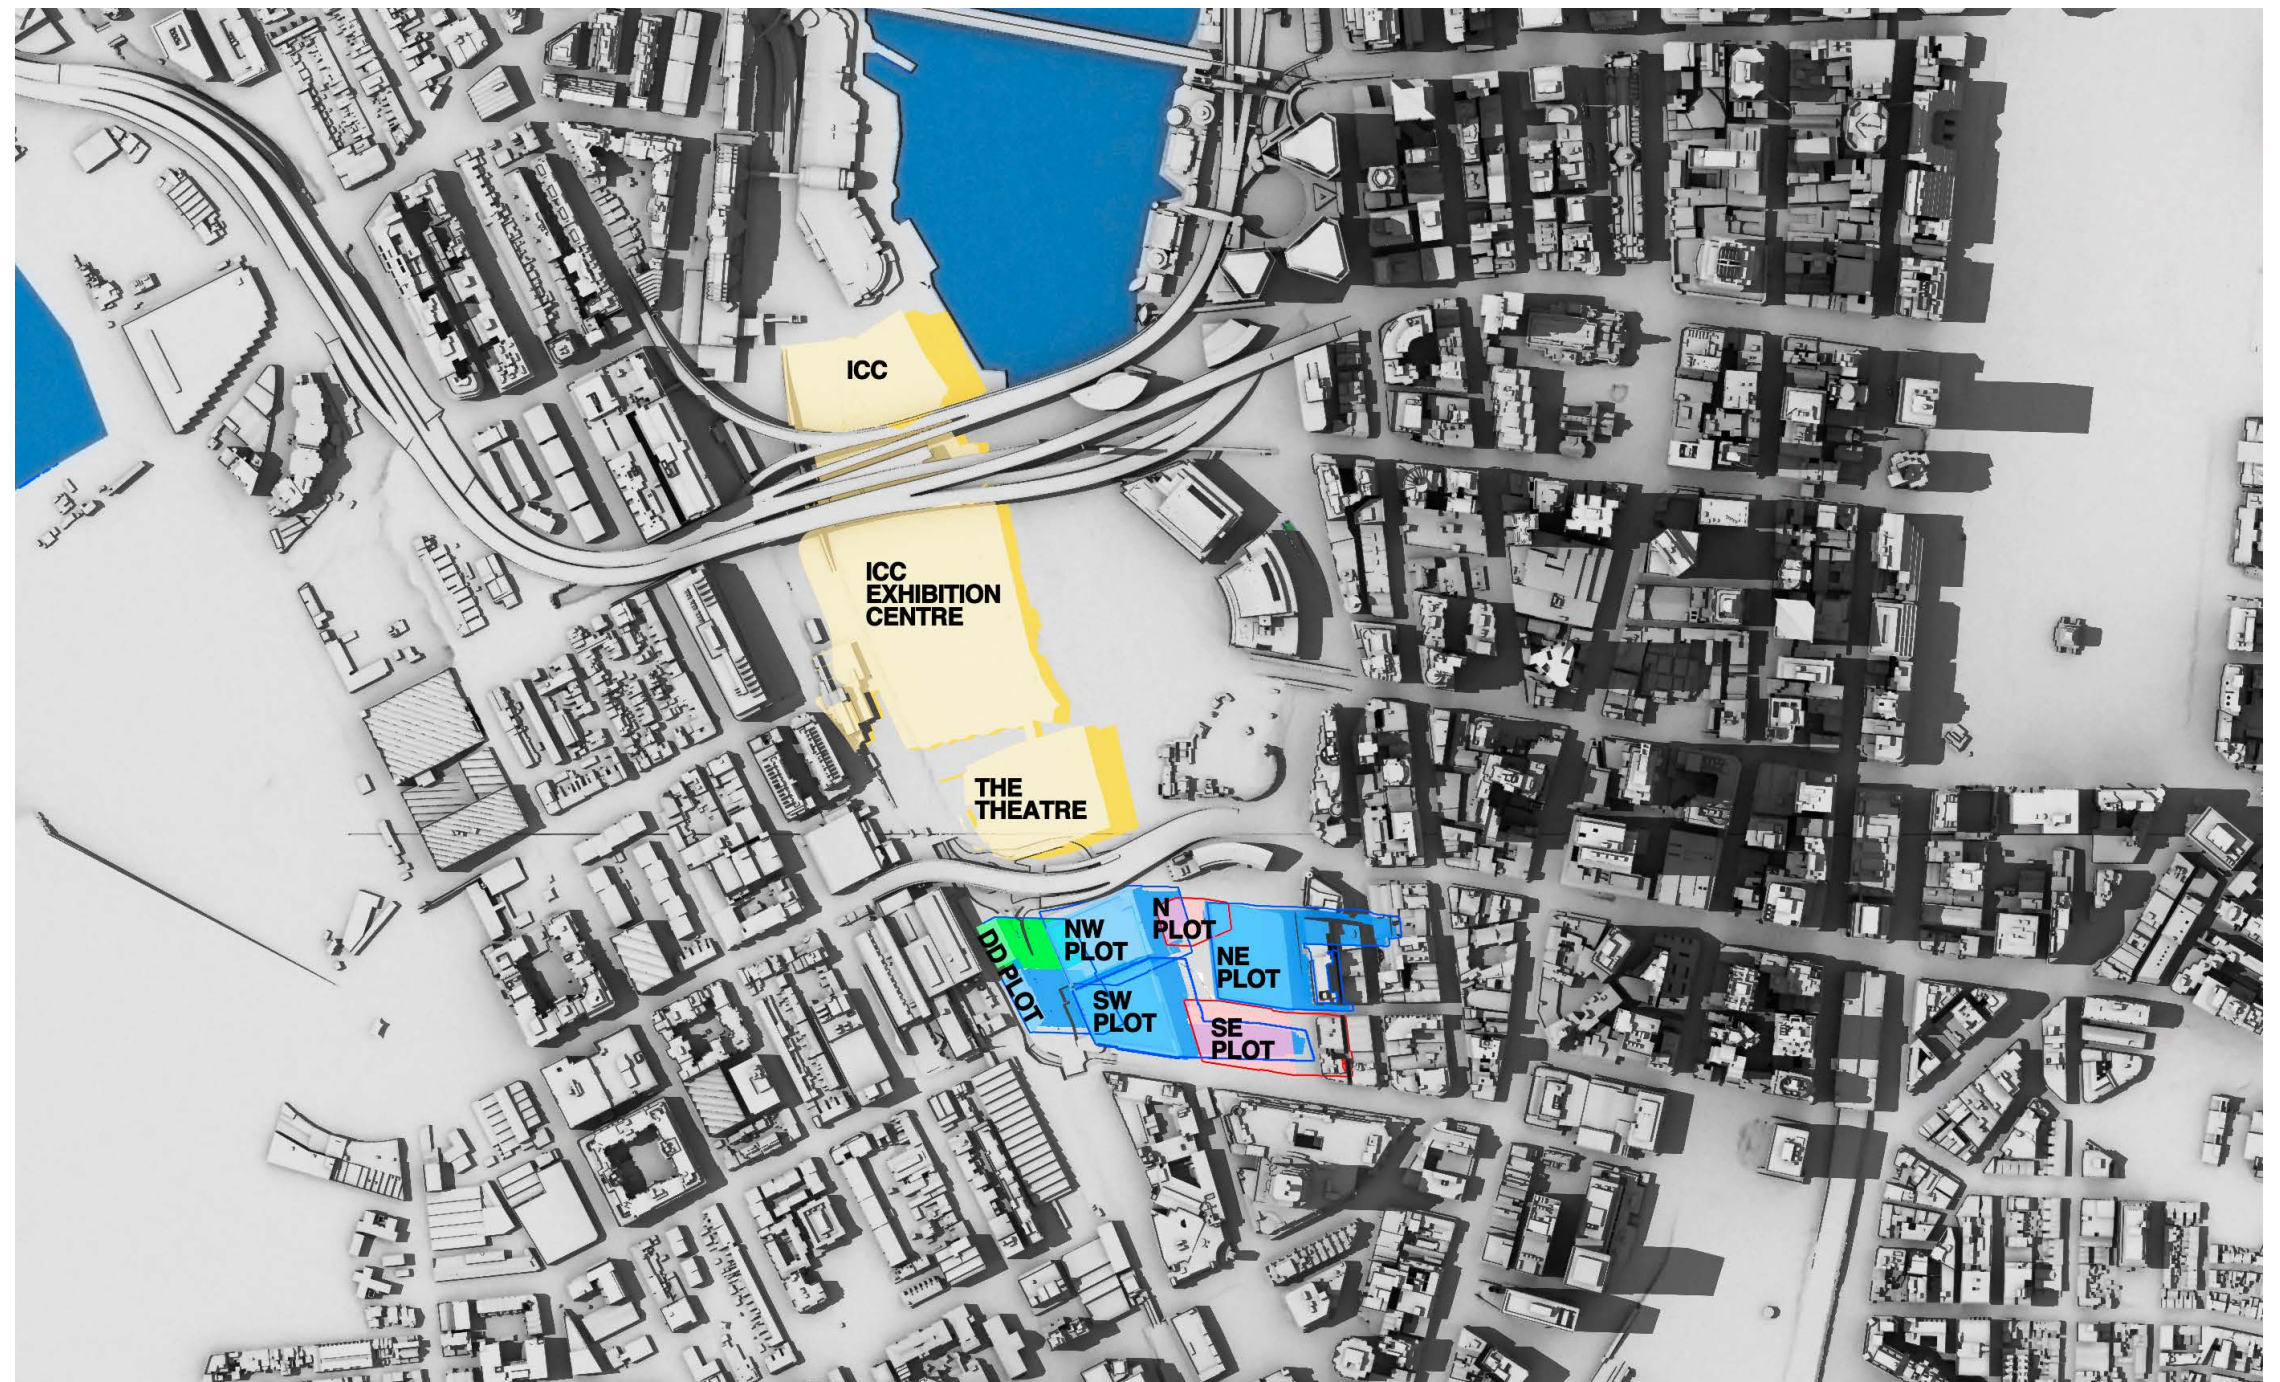 ICC
ICC
EXHIBITION
CENTRE
THE
THEATRE
DD PLOT
NW
PLOT
N
PLOT
NE
PLOT
SW
PLOT
SE
PLOT